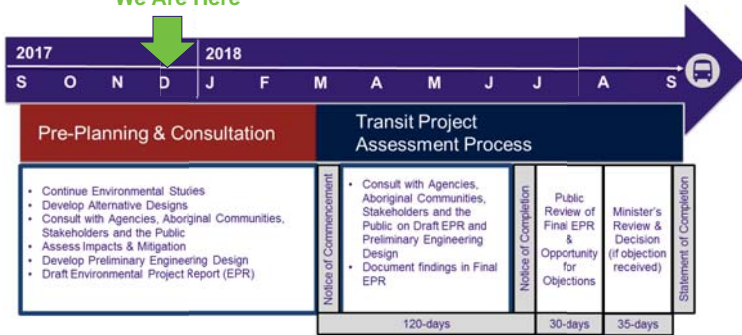 We Are Here
2017 2018
S O N D J F M A M J J A S
Pre-Planning & Consultation
Transit Project
Assessment Process
• Continue Environmental Studies
• Develop Alternative Designs
• Consult with Agencies, Aboriginal Communities,
Stakeholders and the Public
• Assess Impacts & Mitigation
• Develop Preliminary Engineering Design
• Draft Environmental Project Report (EPR)
Notice of Commencement
• Consult with Agencies,
Aboriginal Communities,
Stakeholders and the
Public on Draft EPR and
Preliminary Engineering
Design
• Document findings in Final
EPR
Notice of Completion
Public
Review of
Final EPR
&
Opportunity
for
Objections
Minister's
Review &
Decision
(if objection
received)
Statement of Completion
120-days
30-days
35-days